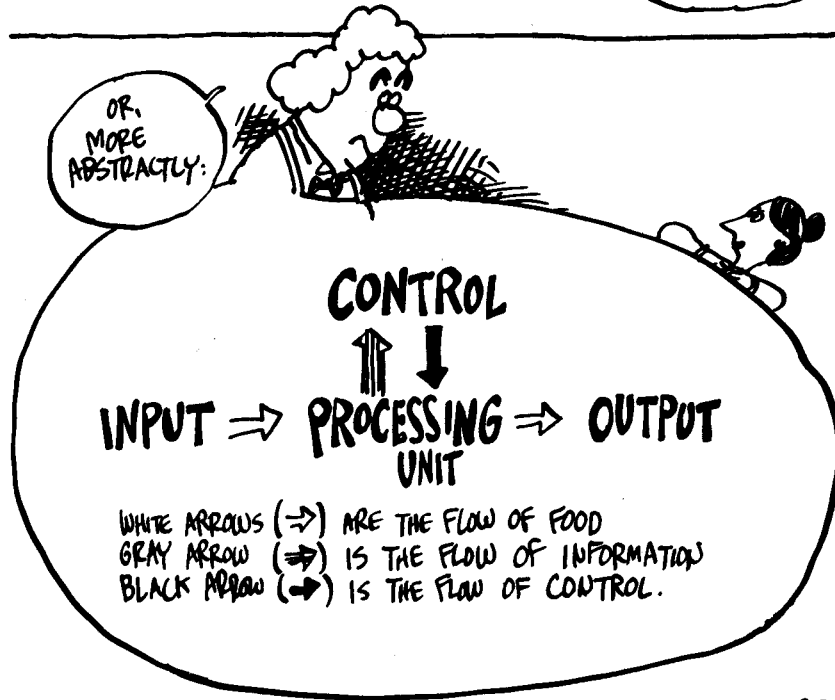 OR,
MORE
ABSTRACTLY:
CONTROL
INPUT ⇨ PROCESSING ⇨ OUTPUT
UNIT
WHITE ARROWS (⇨) ARE THE FLOW OF FOOD
GRAY ARROW (⇨) IS THE FLOW OF INFORMATION
BLACK ARROW (➡) IS THE FLOW OF CONTROL.